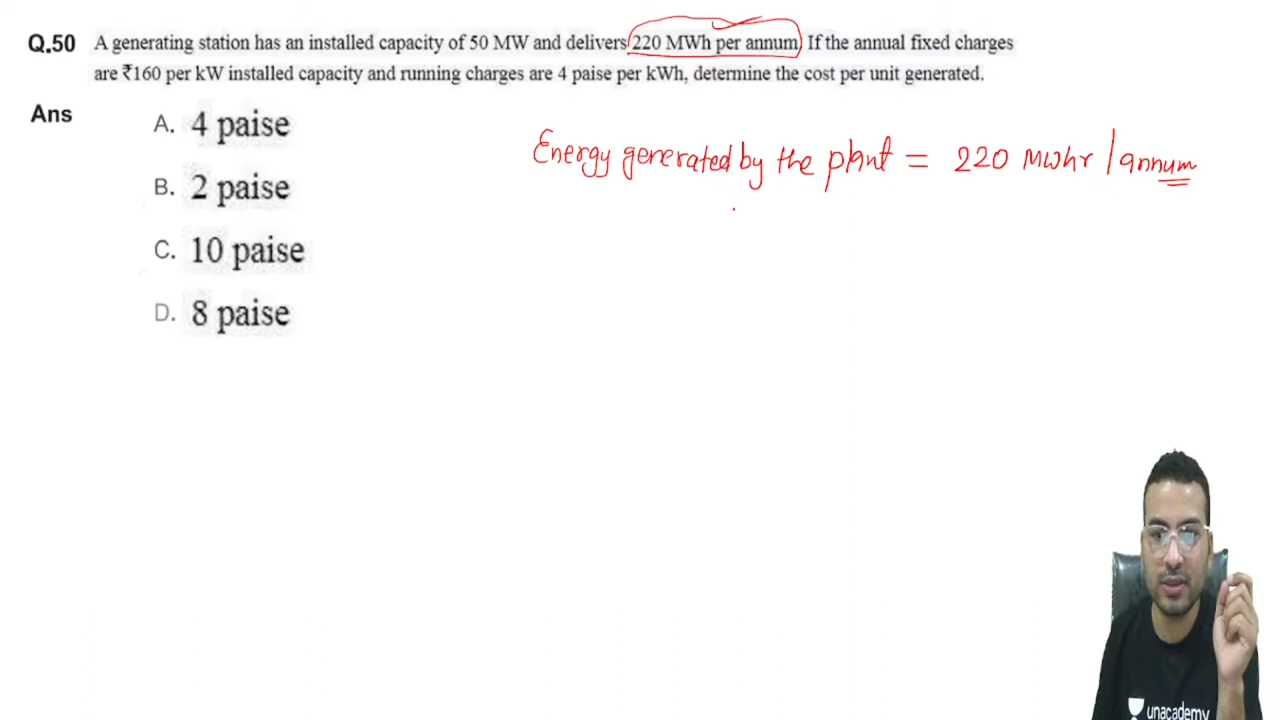 Q.50 A generating station has an installed capacity of 50 MW and delivers 220 MWh per annum. If the annual fixed charges
are ₹160 per kW installed capacity and running charges are 4 paise per kWh, determine the cost per unit generated.
Ans
A. 4 paise
B. 2 paise
C. 10 paise
D. 8 paise
Energy generated by the plant = 220 MWhr / annum
unacademy